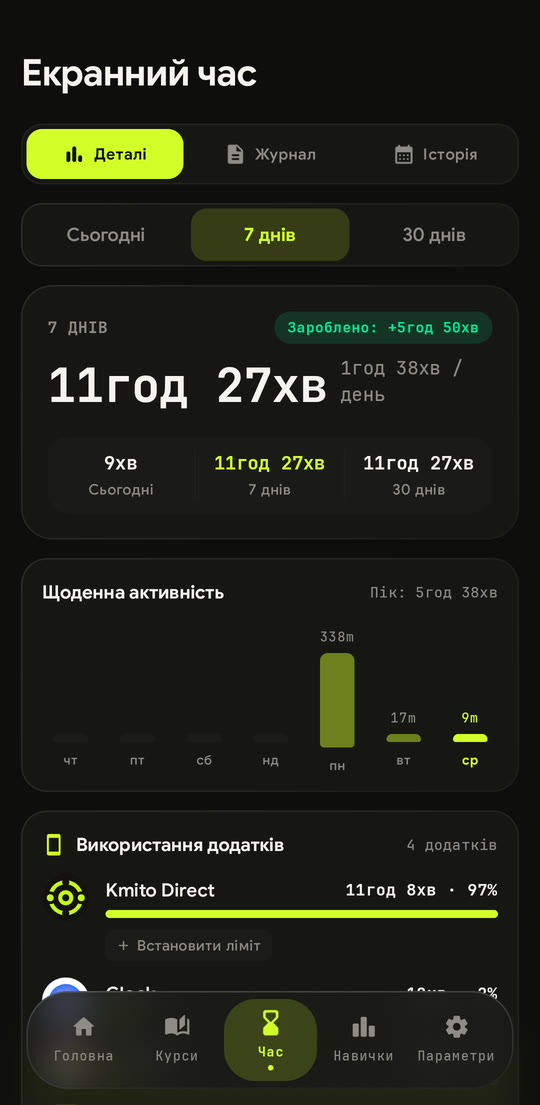 Екранний час
Деталі Журнал Історія
Сьогодні 7 днів 30 днів
7 ДНІВ Зароблено: +5год 50хв
11год 27хв 1год 38хв / день
9хв 11год 27хв 11год 27хв
Сьогодні 7 днів 30 днів
Щоденна активність Пік: 5год 38хв
338m
17m 9m
чт пт сб нд пн вт ср
Використання додатків 4 додатків
Kmito Direct 11год 8хв · 97%
+ Встановити ліміт
Головна Курси Час Навички Параметри